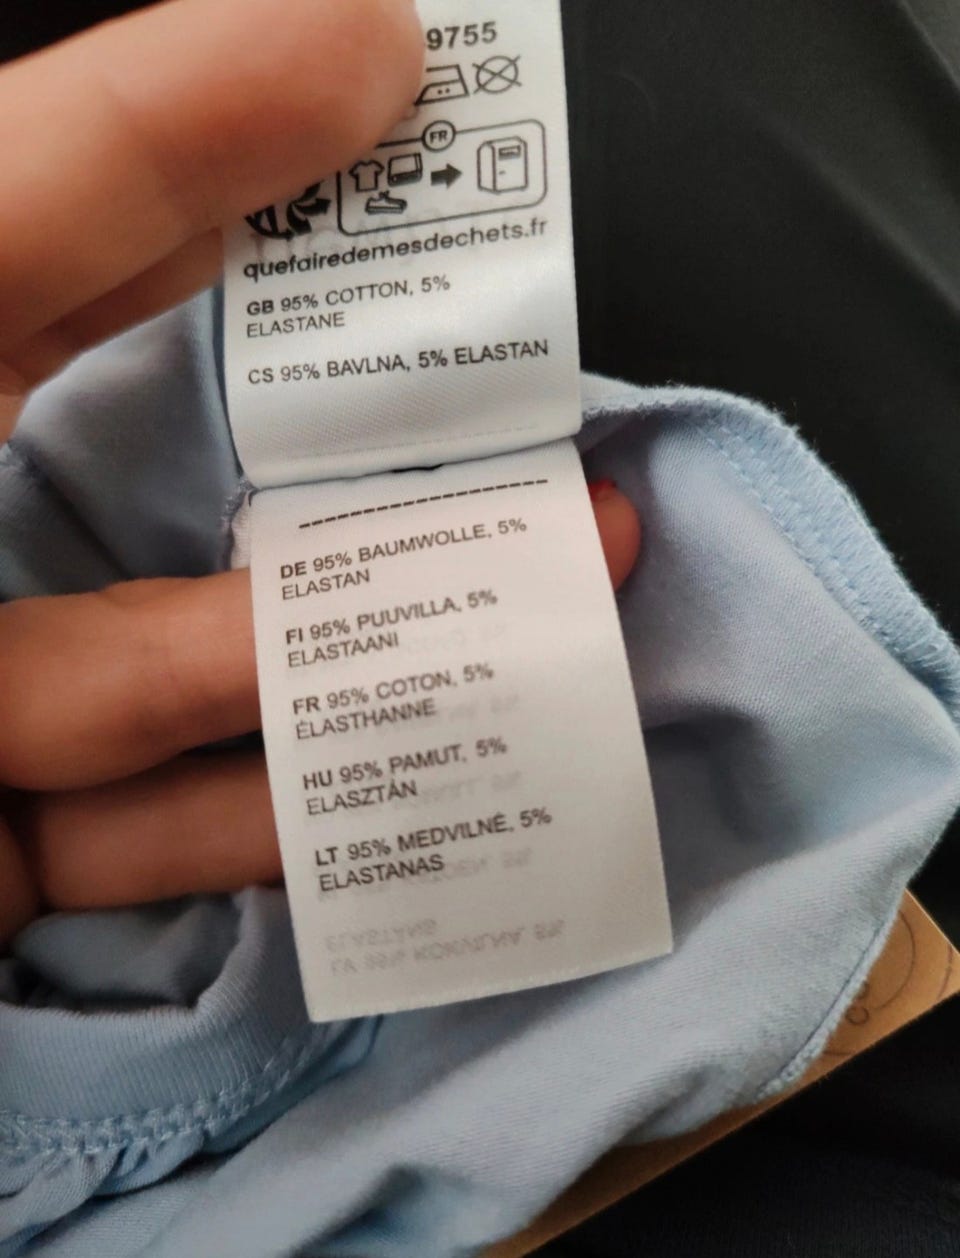 9755
FR
quefairedemesdechets.fr
GB 95% COTTON, 5%
ELASTANE
CS 95% BAVLNA, 5% ELASTAN
DE 95% BAUMWOLLE, 5%
ELASTAN
FI 95% PUUVILLA, 5%
ELASTAANI
FR 95% COTON, 5%
ÉLASTHANNE
HU 95% PAMUT, 5%
ELASZTÁN
LT 95% MEDVILNĖ, 5%
ELASTANAS